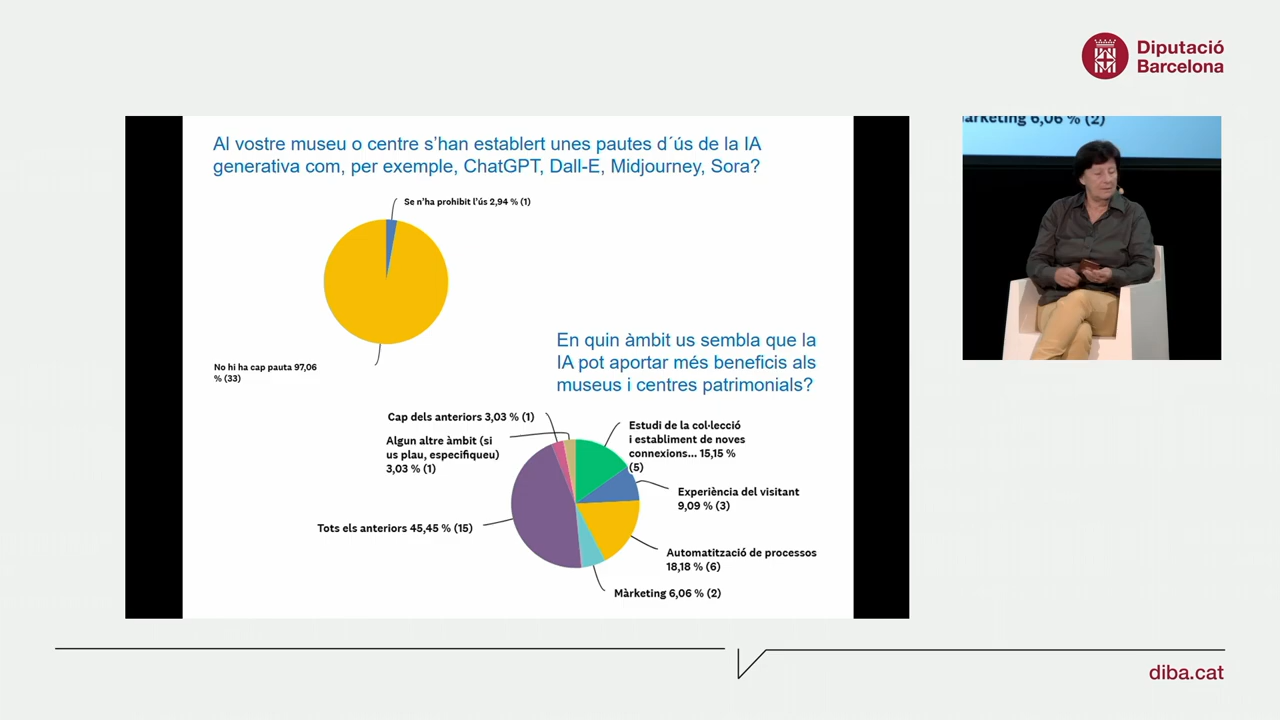 Diputació
Barcelona
Al vostre museu o centre s'han establert unes pautes d´ús de la IA
generativa com, per exemple, ChatGPT, Dall-E, Midjourney, Sora?
Se n'ha prohibit l'ús 2,94 % (1)
No hi ha cap pauta 97,06
% (33)
En quin àmbit us sembla que la
IA pot aportar més beneficis als
museus i centres patrimonials?
Cap dels anteriors 3,03 % (1)
Algun altre àmbit (si
us plau, especifiqueu)
3,03 % (1)
Tots els anteriors 45,45 % (15)
Estudi de la col·lecció
i establiment de noves
connexions... 15,15 %
(5)
Experiència del visitant
9,09 % (3)
Automatització de processos
18,18 % (6)
Màrketing 6,06 % (2)
arketing 6,06 % (2)
diba.cat